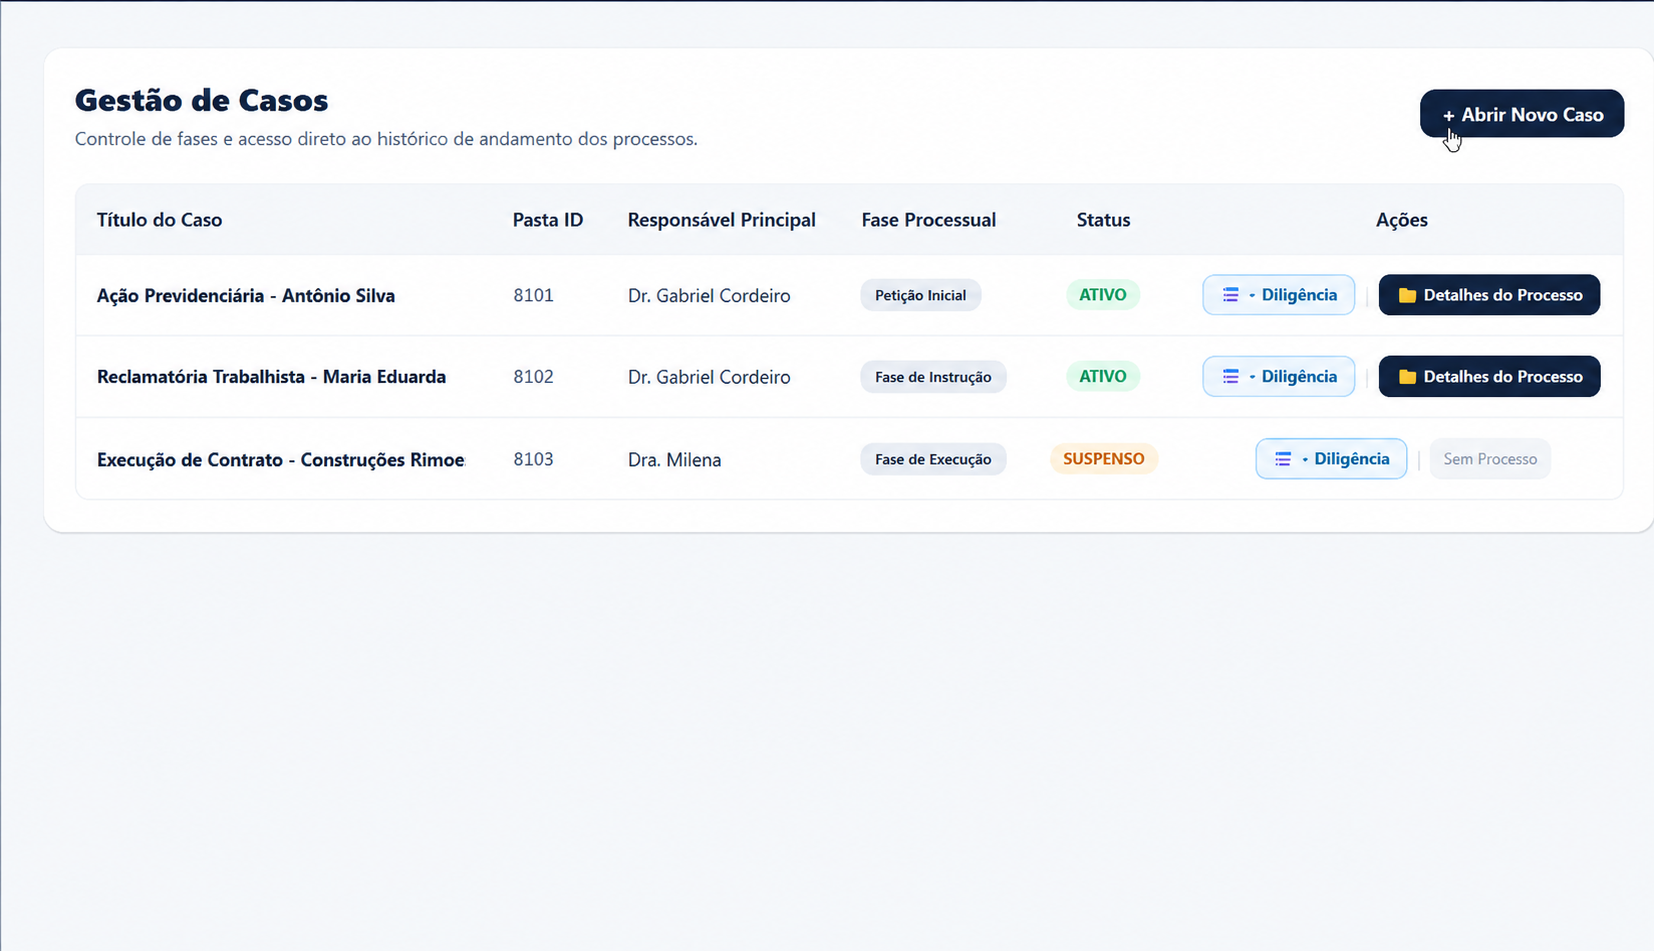 Gestão de Casos
Controle de fases e acesso direto ao histórico de andamento dos processos.
+ Abrir Novo Caso
Título do Caso Pasta ID Responsável Principal Fase Processual Status Ações
Ação Previdenciária - Antônio Silva 8101 Dr. Gabriel Cordeiro Petição Inicial ATIVO Diligência Detalhes do Processo
Reclamatória Trabalhista - Maria Eduarda 8102 Dr. Gabriel Cordeiro Fase de Instrução ATIVO Diligência Detalhes do Processo
Execução de Contrato - Construções Rimoe 8103 Dra. Milena Fase de Execução SUSPENSO Diligência Sem Processo